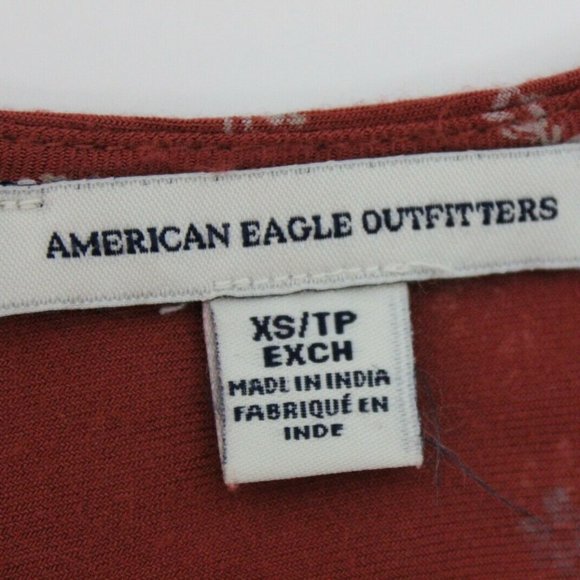 AMERICAN EAGLE OUTFITTERS
XS/TP
EXCH
MADE IN INDIA
FABRIQUÉ EN
INDE